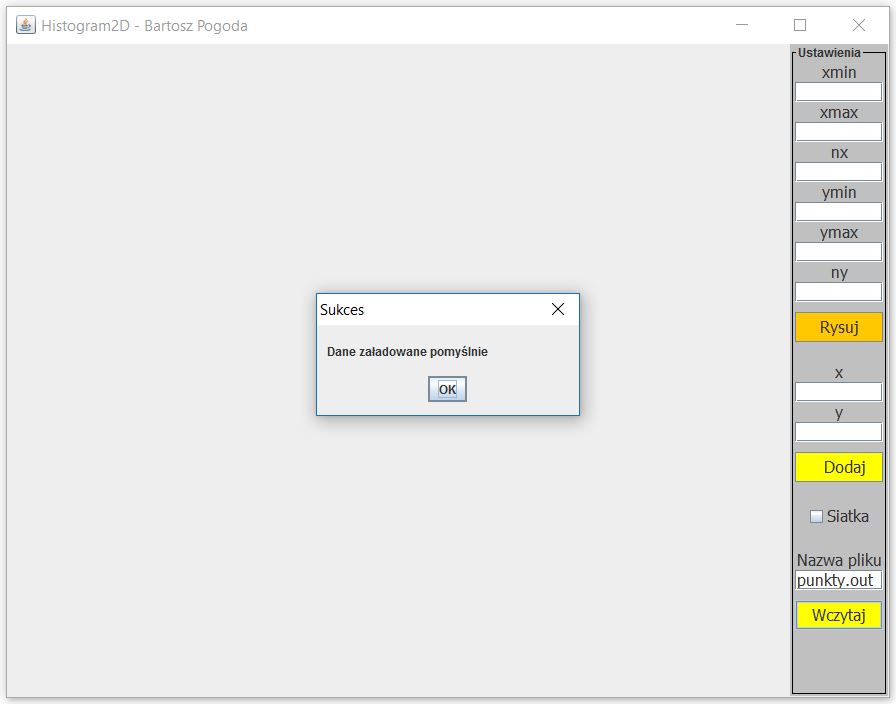 Histogram2D - Bartosz Pogoda
Ustawienia
xmin
xmax
nx
ymin
ymax
ny
Rysuj
x
y
Dodaj
Siatka
Nazwa pliku
punkty.out
Wczytaj
Sukces
Dane załadowane pomyślnie
OK